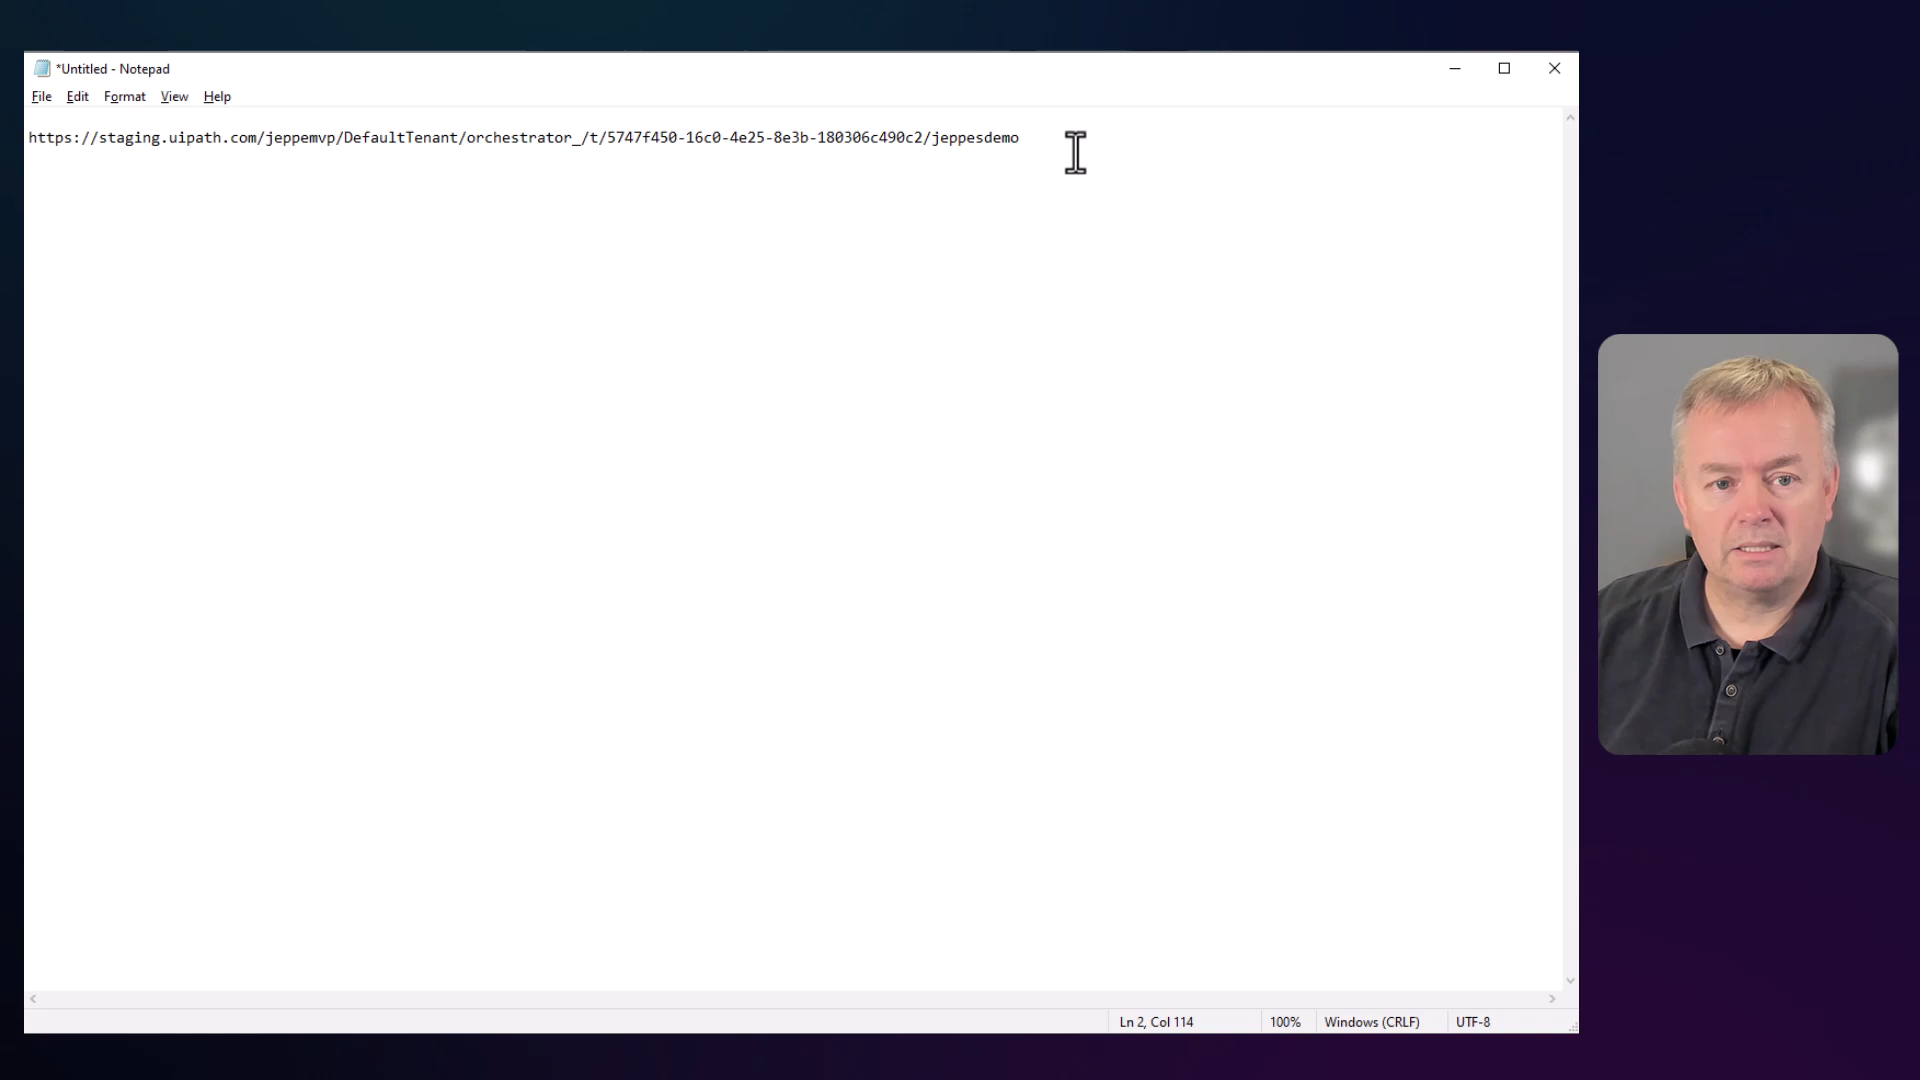 *Untitled - Notepad
File Edit Format View Help
https://staging.uipath.com/jeppemvp/DefaultTenant/orchestrator_/t/5747f450-16c0-4e25-8e3b-180306c490c2/jeppesdemo
Ln 2, Col 114 100% Windows (CRLF) UTF-8